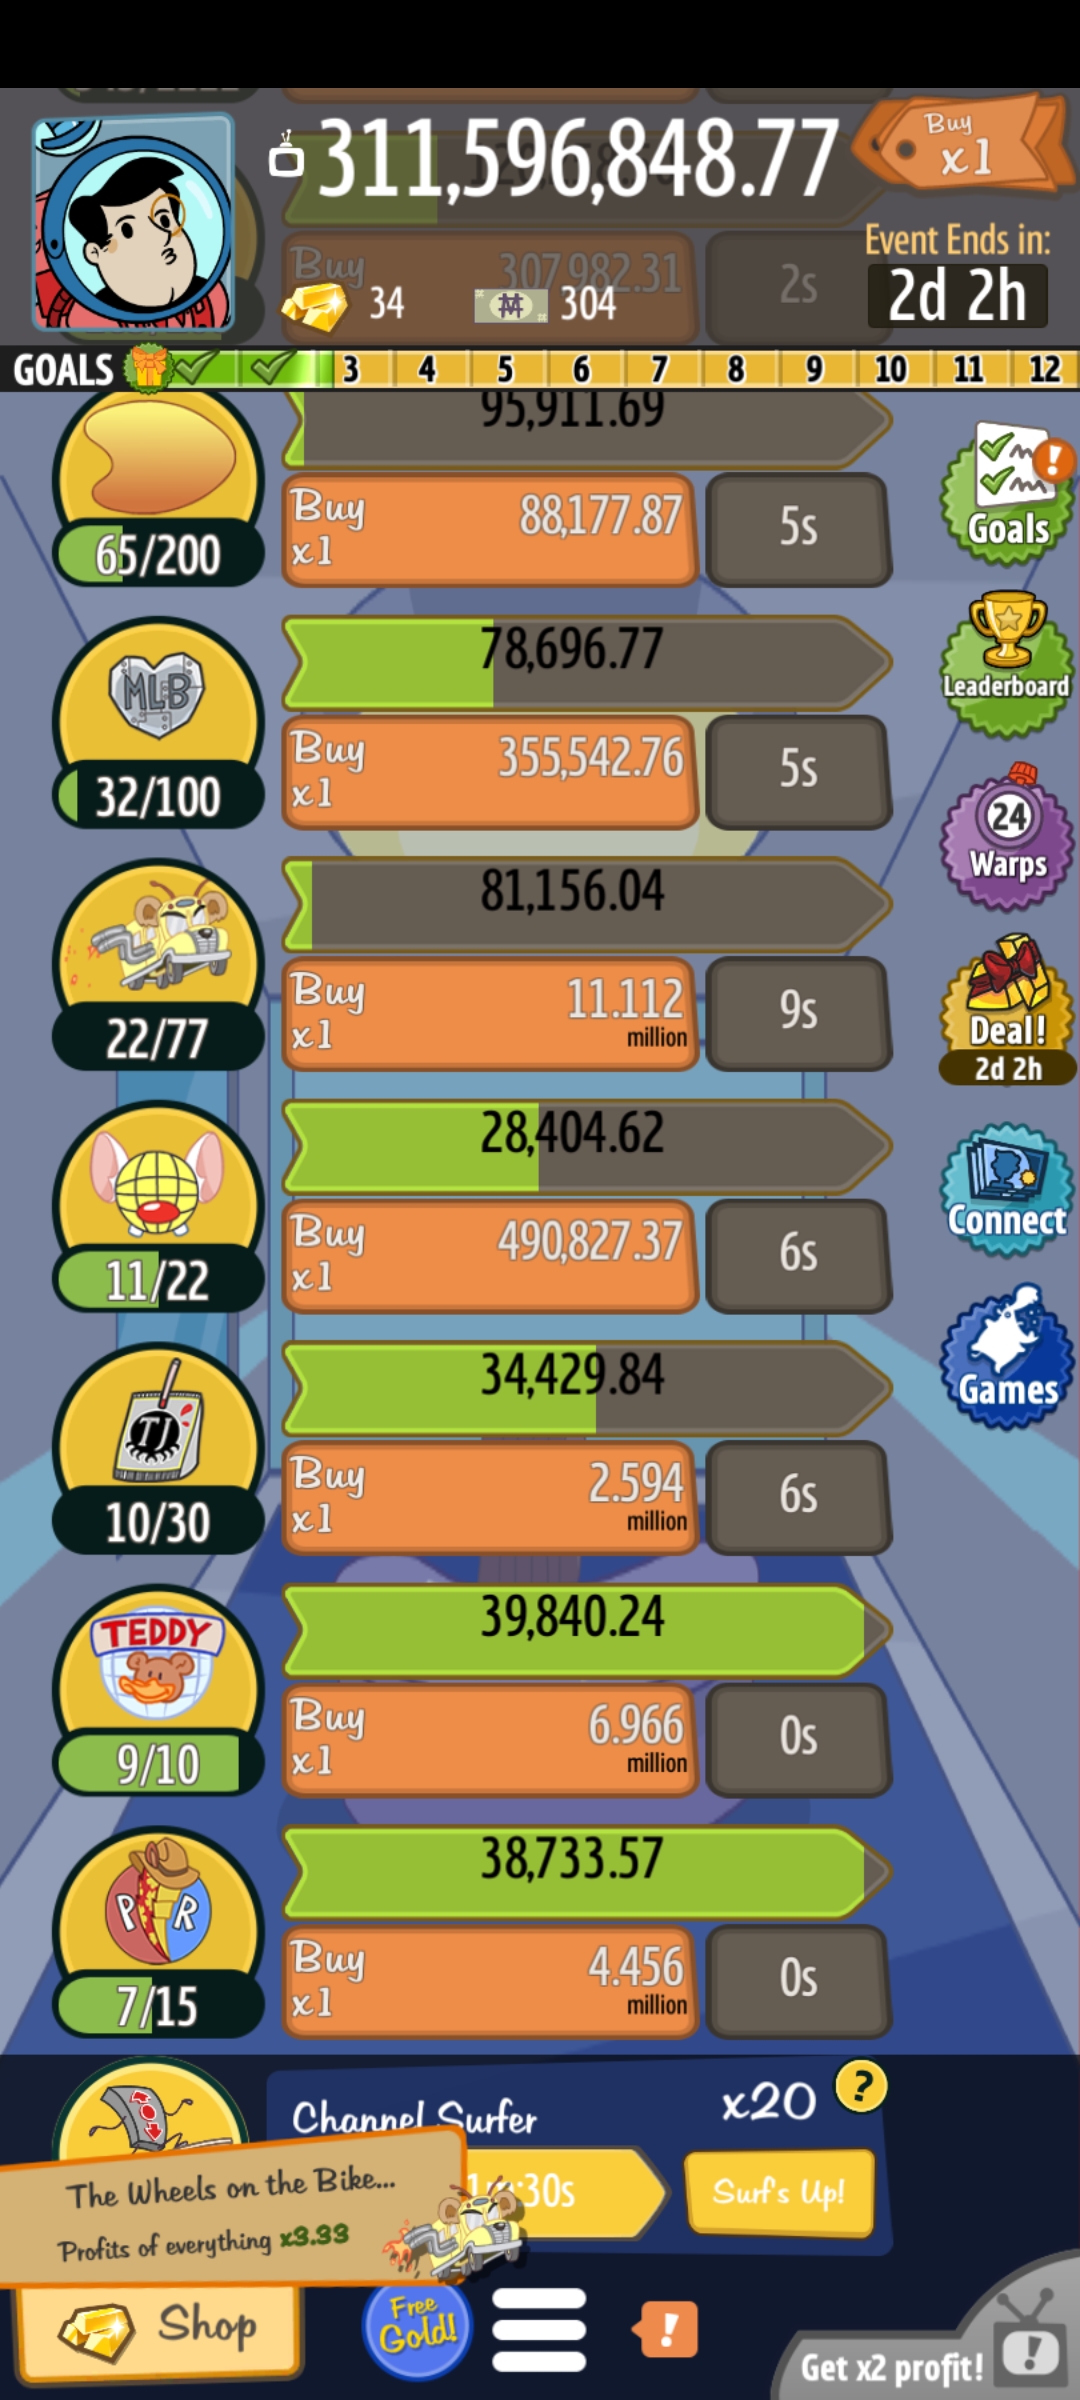 311,596,848.77
Buy
x1
Event Ends in:
2d 2h
Buy
307,982.31
2s
34
304
GOALS
3
4
5
6
7
8
9
10
11
12
95,911.69
Buy
x1
88,177.87
5s
65/200
Goals
78,696.77
MLB
Buy
x1
355,542.76
5s
32/100
Leaderboard
81,156.04
24
Warps
Buy
x1
11.112
million
9s
22/77
Deal!
2d 2h
28,404.62
Buy
x1
490,827.37
6s
11/22
Connect
34,429.84
TJ
Buy
x1
2.594
million
6s
10/30
Games
39,840.24
TEDDY
Buy
x1
6.966
million
0s
9/10
38,733.57
P R
Buy
x1
4.456
million
0s
7/15
Channel Surfer
x20
?
:30s
Surf's Up!
The Wheels on the Bike...
Profits of everything x3.33
Shop
Free
Gold!
!
Get x2 profit!
!